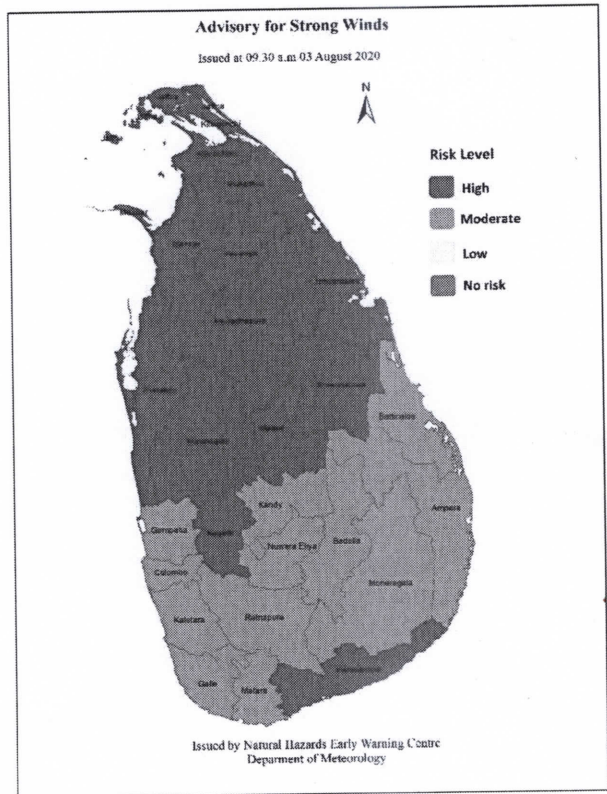 Advisory for Strong Winds
Issued at 09.30 a.m 03 August 2020
N
Risk Level
High
Moderate
Low
No risk
Jaffna
Kilinochchi
Mullaitivu
Mannar
Vavuniya
Trincomalee
Anuradhapura
Polonnaruwa
Puttalam
Batticaloa
Matale
Kurunegala
Kandy
Ampara
Gampaha
Kegalle
Nuwara Eliya
Badulla
Colombo
Moneragala
Kalutara
Ratnapura
Hambantota
Galle
Matara
Issued by Natural Hazards Early Warning Centre
Deparment of Meteorology